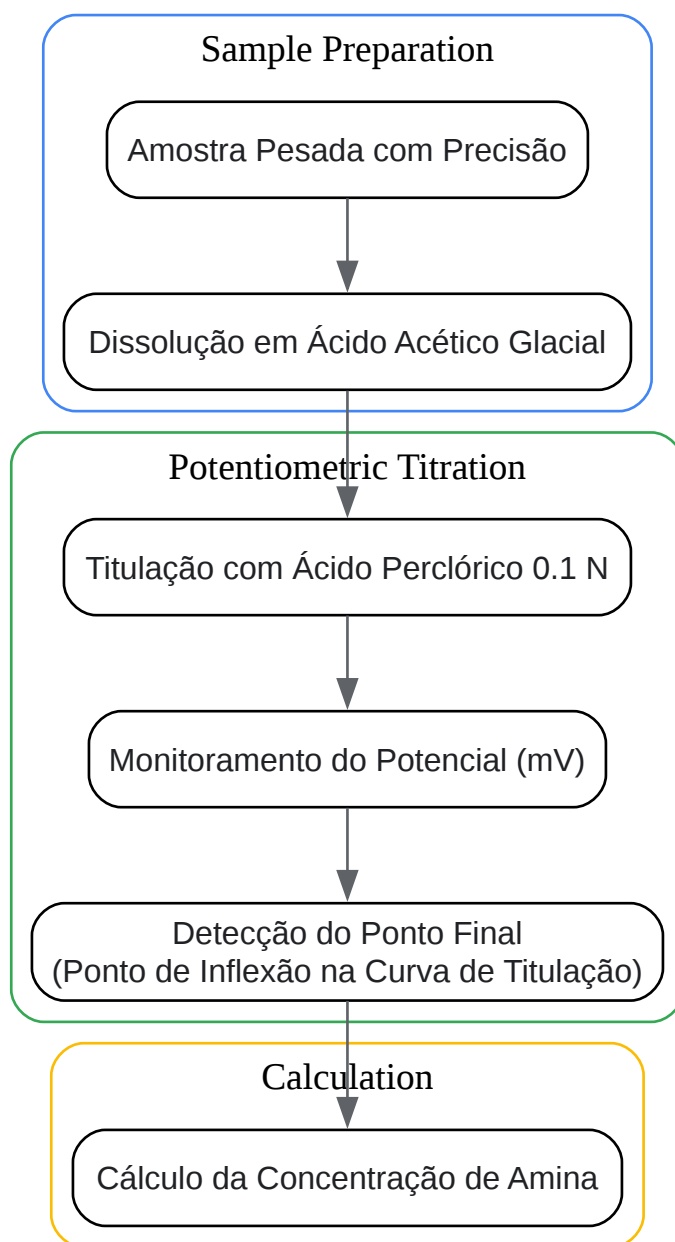 Sample Preparation
Amostra Pesada com Precisão
Dissolução em Ácido Acético Glacial
Potentiometric Titration
Titulação com Ácido Perclórico 0.1 N
Monitoramento do Potencial (mV)
Detecção do Ponto Final
(Ponto de Inflexão na Curva de Titulação)
Calculation
Cálculo da Concentração de Amina